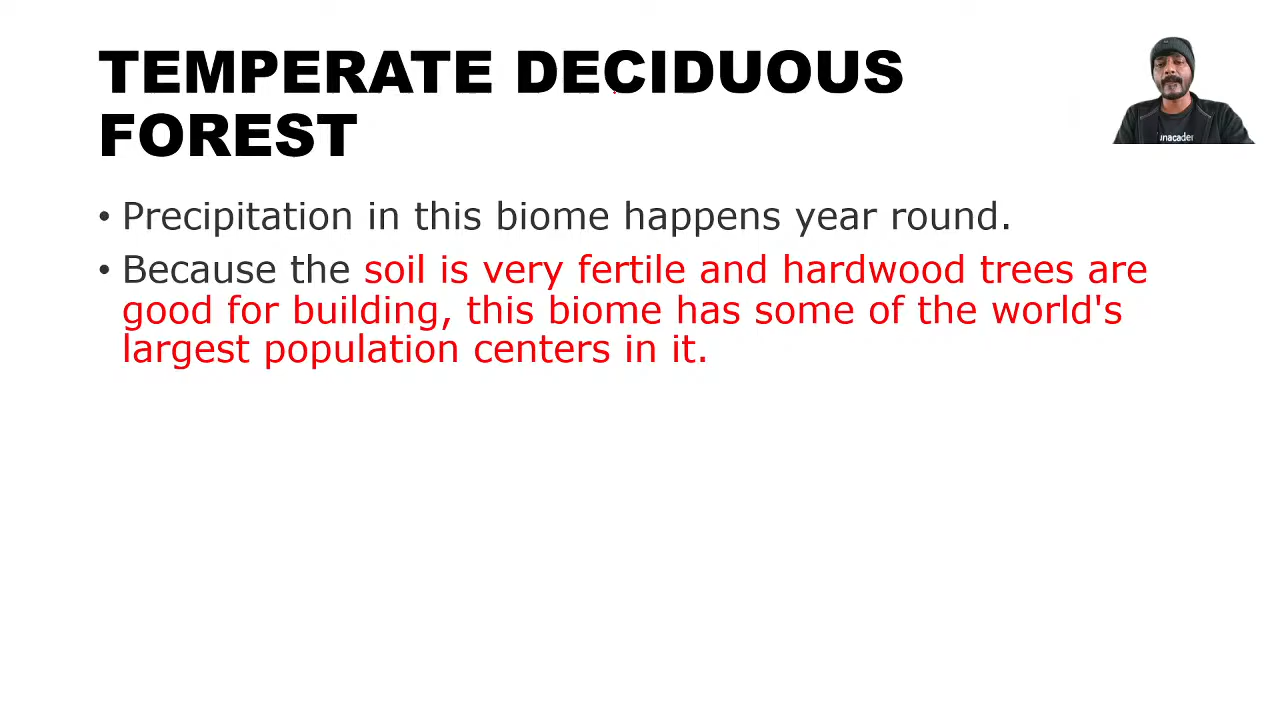 TEMPERATE DECIDUOUS
FOREST
• Precipitation in this biome happens year round.
• Because the soil is very fertile and hardwood trees are
good for building, this biome has some of the world's
largest population centers in it.
unacadem